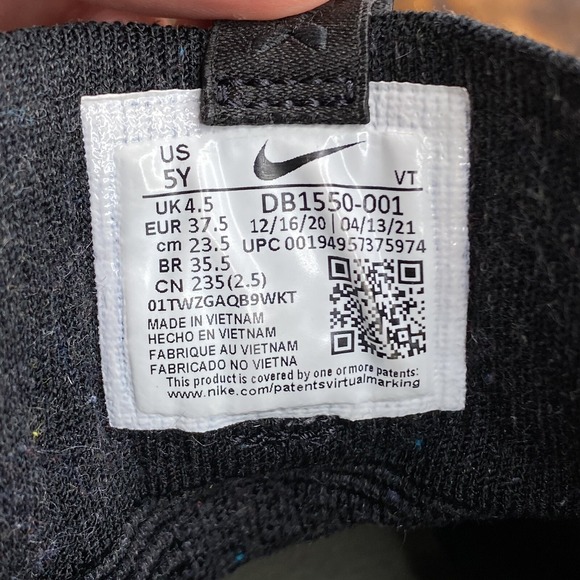 US
5Y
VT
UK 4.5 DB1550-001
EUR 37.5 12/16/20 | 04/13/21
cm 23.5 UPC 00194957375974
BR 35.5
CN 235(2.5)
01TWZGAQB9WKT
MADE IN VIETNAM
HECHO EN VIETNAM
FABRIQUE AU VIETNAM
FABRICADO NO VIETNA
This product is covered by one or more patents:
www.nike.com/patentsvirtualmarking